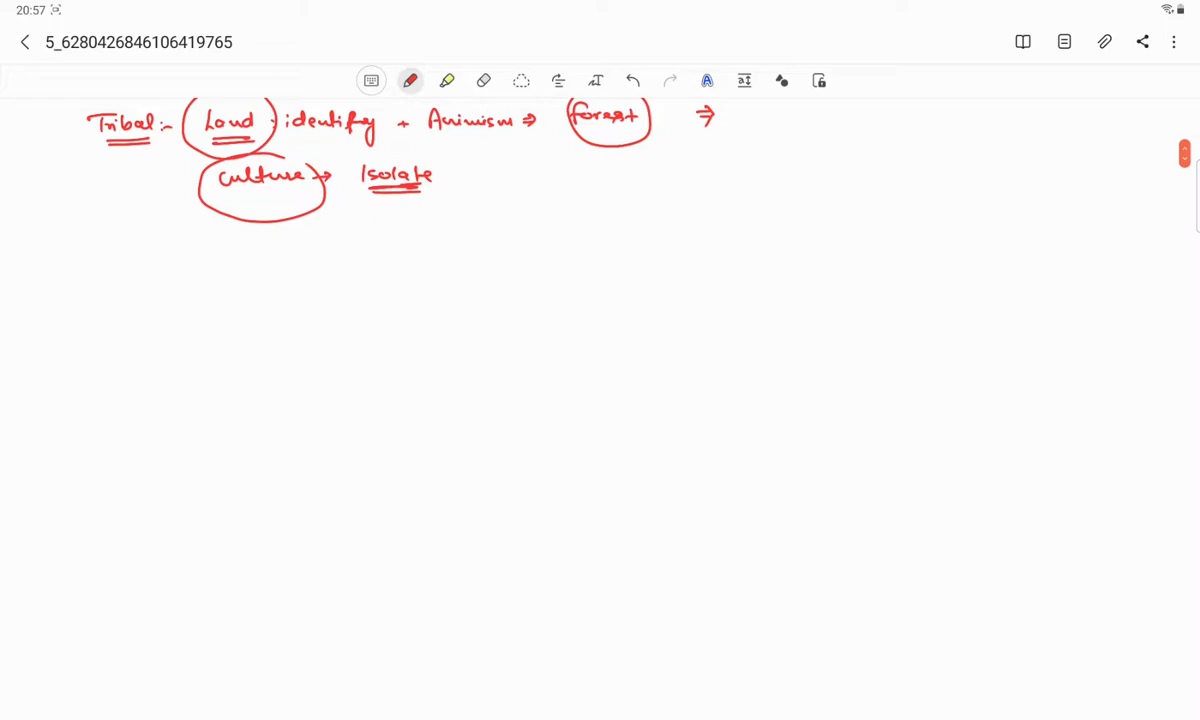 20:57
5_6280426846106419765
Tribal :- Land : identify + Animism ⇒ forest ⇒
culture → Isolate